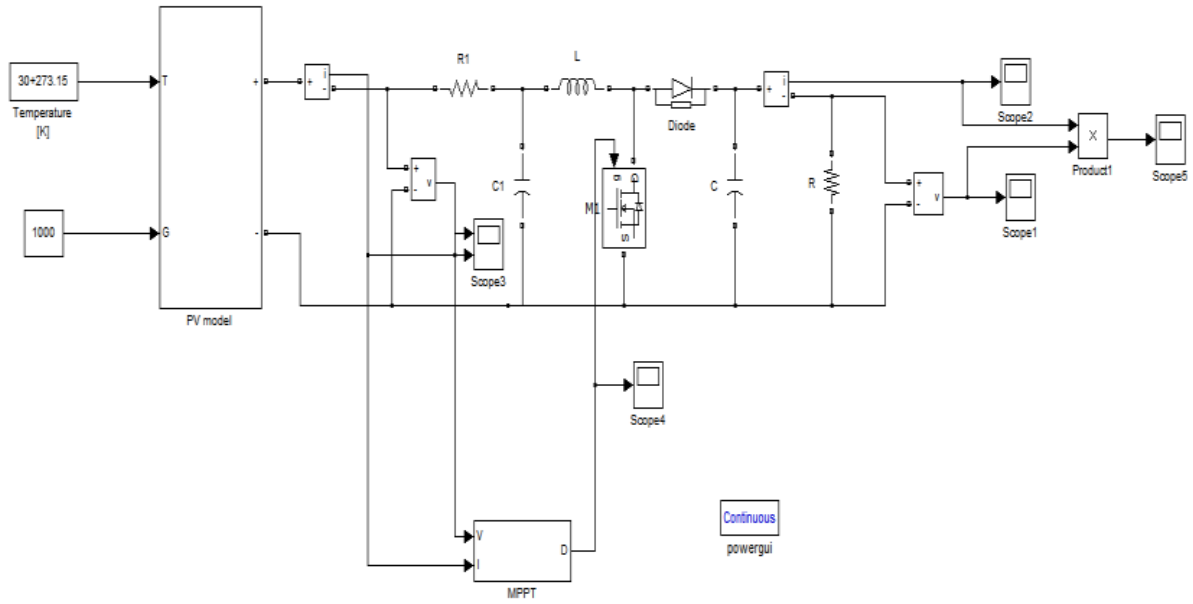 30+273.15
Temperature
[K]
1000
T
G
+
-
PV model
+
i
-
R1
L
Diode
+
i
-
Scope2
X
Product1
Scope5
+
-
v
Scope3
C1
M1
g
D
S
C
R
+
-
v
Scope1
Scope4
V
I
D
MPPT
Continuous
powergui